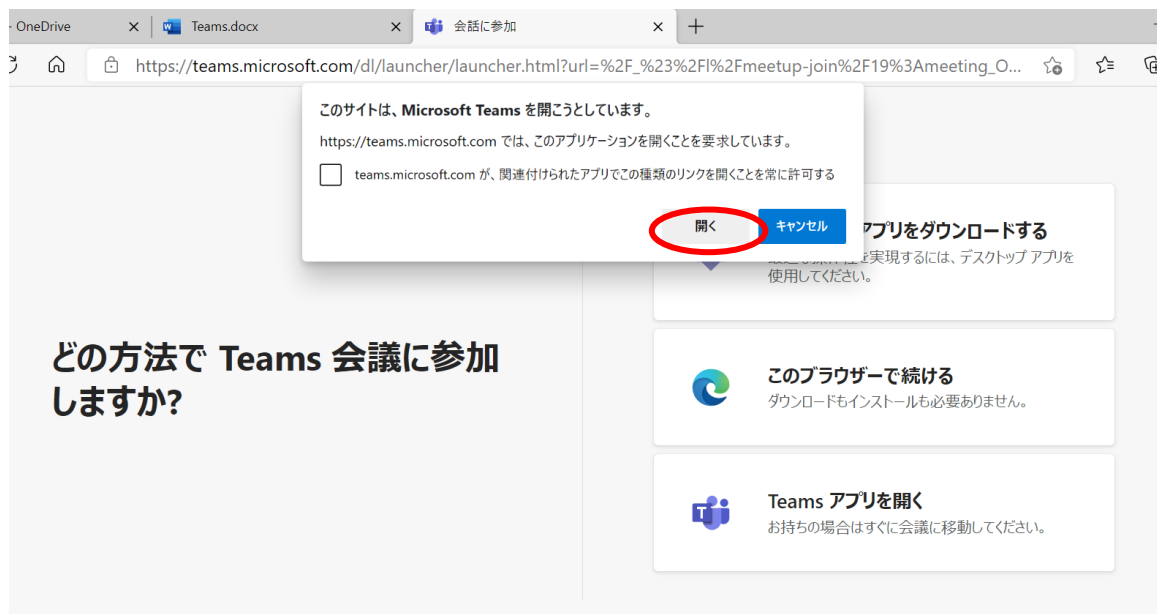 - OneDrive
Teams.docx
会話に参加
https://teams.microsoft.com/dl/launcher/launcher.html?url=%2F_%23%2Fl%2Fmeetup-join%2F19%3Ameeting_O...
このサイトは、Microsoft Teams を開こうとしています。
https://teams.microsoft.com では、このアプリケーションを開くことを要求しています。
teams.microsoft.com が、関連付けられたアプリでこの種類のリンクを開くことを常に許可する
開く
キャンセル
アプリをダウンロードする
を実現するには、デスクトップ アプリを
使用してください。
どの方法で Teams 会議に参加
しますか?
このブラウザーで続ける
ダウンロードもインストールも必要ありません。
Teams アプリを開く
お持ちの場合はすぐに会議に移動してください。